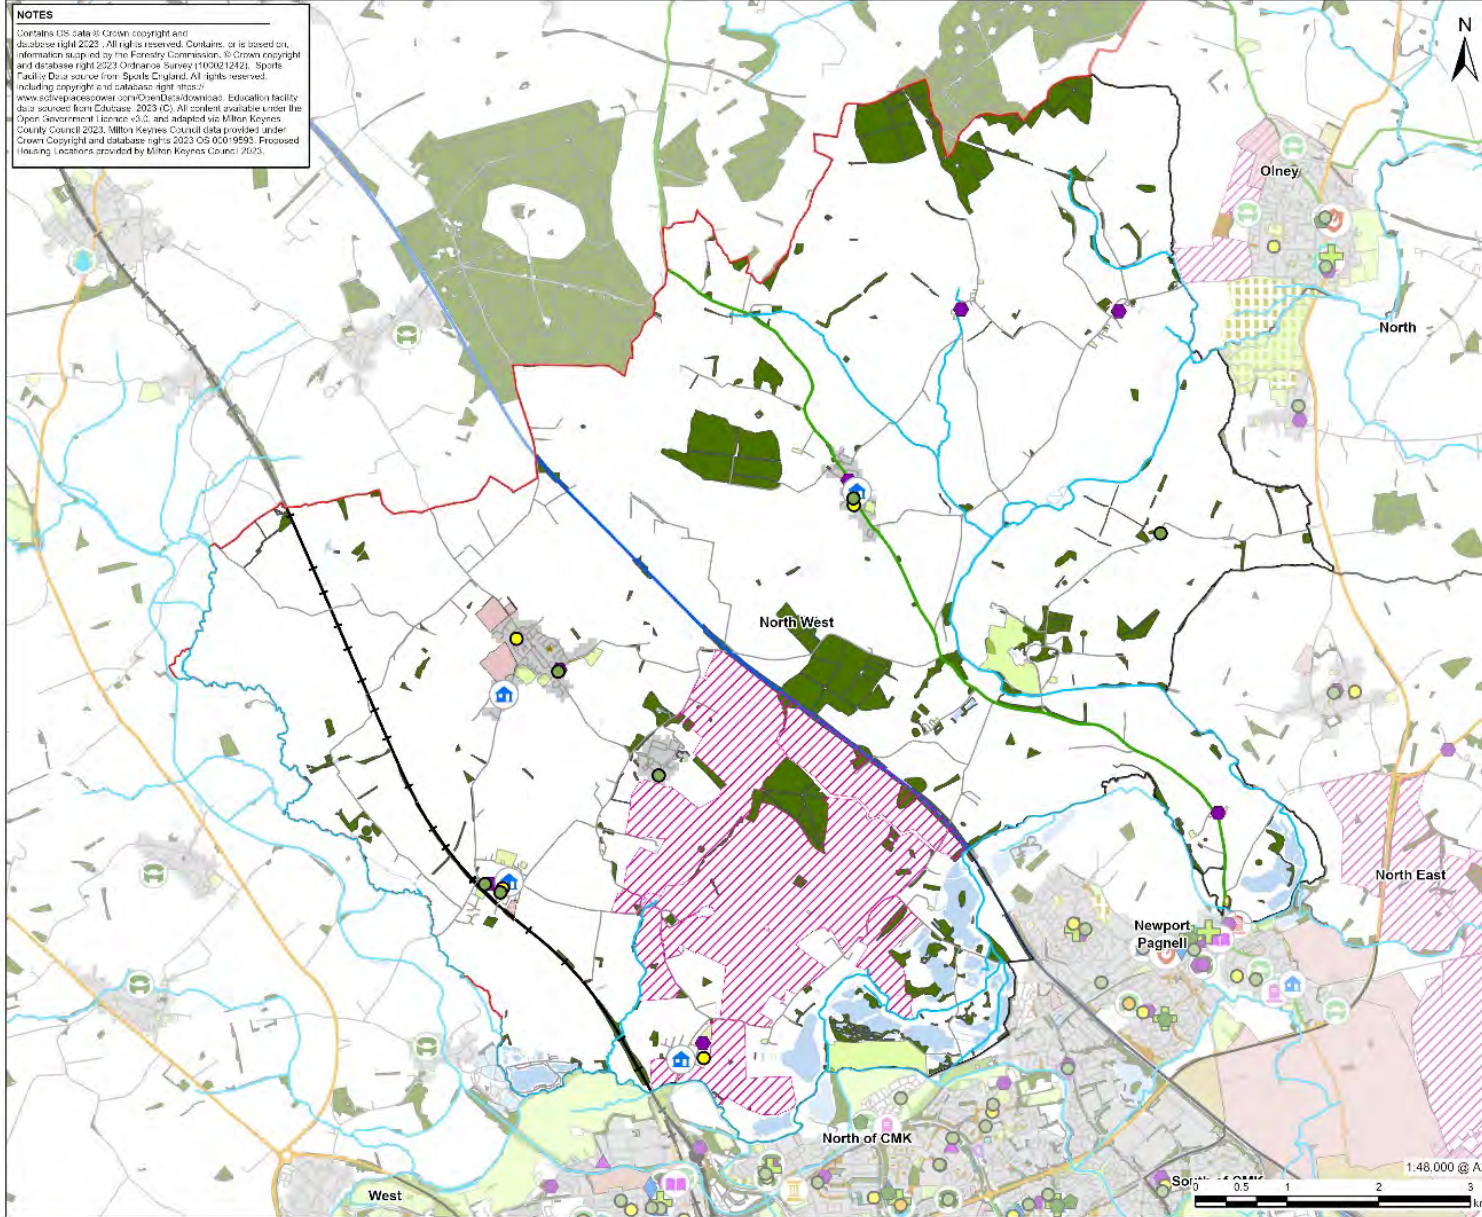 NOTES
Contains OS data © Crown copyright and
database right 2023 . All rights reserved. Contains, or is based on,
information supplied by the Forestry Commission. © Crown copyright
and database right 2023 Ordnance Survey (100021242). Sports
Facility Data source from Sports England. All rights reserved.
including copyright and database right https://
www.activeplacespower.com/OpenData/download. Education facility
data sourced from Edubase 2023 (C). All content available under the
Open Government Licence v3.0, and adapted via Milton Keynes
County Council 2023. Milton Keynes Council data provided under
Crown Copyright and database rights 2023 OS 00019593. Proposed
Housing Locations provided by Milton Keynes Council 2023.
N
Olney
North
North West
North East
Newport
Pagnell
North of CMK
West
South of CMK
1:48,000 @ A
0 0.5 1 2 3